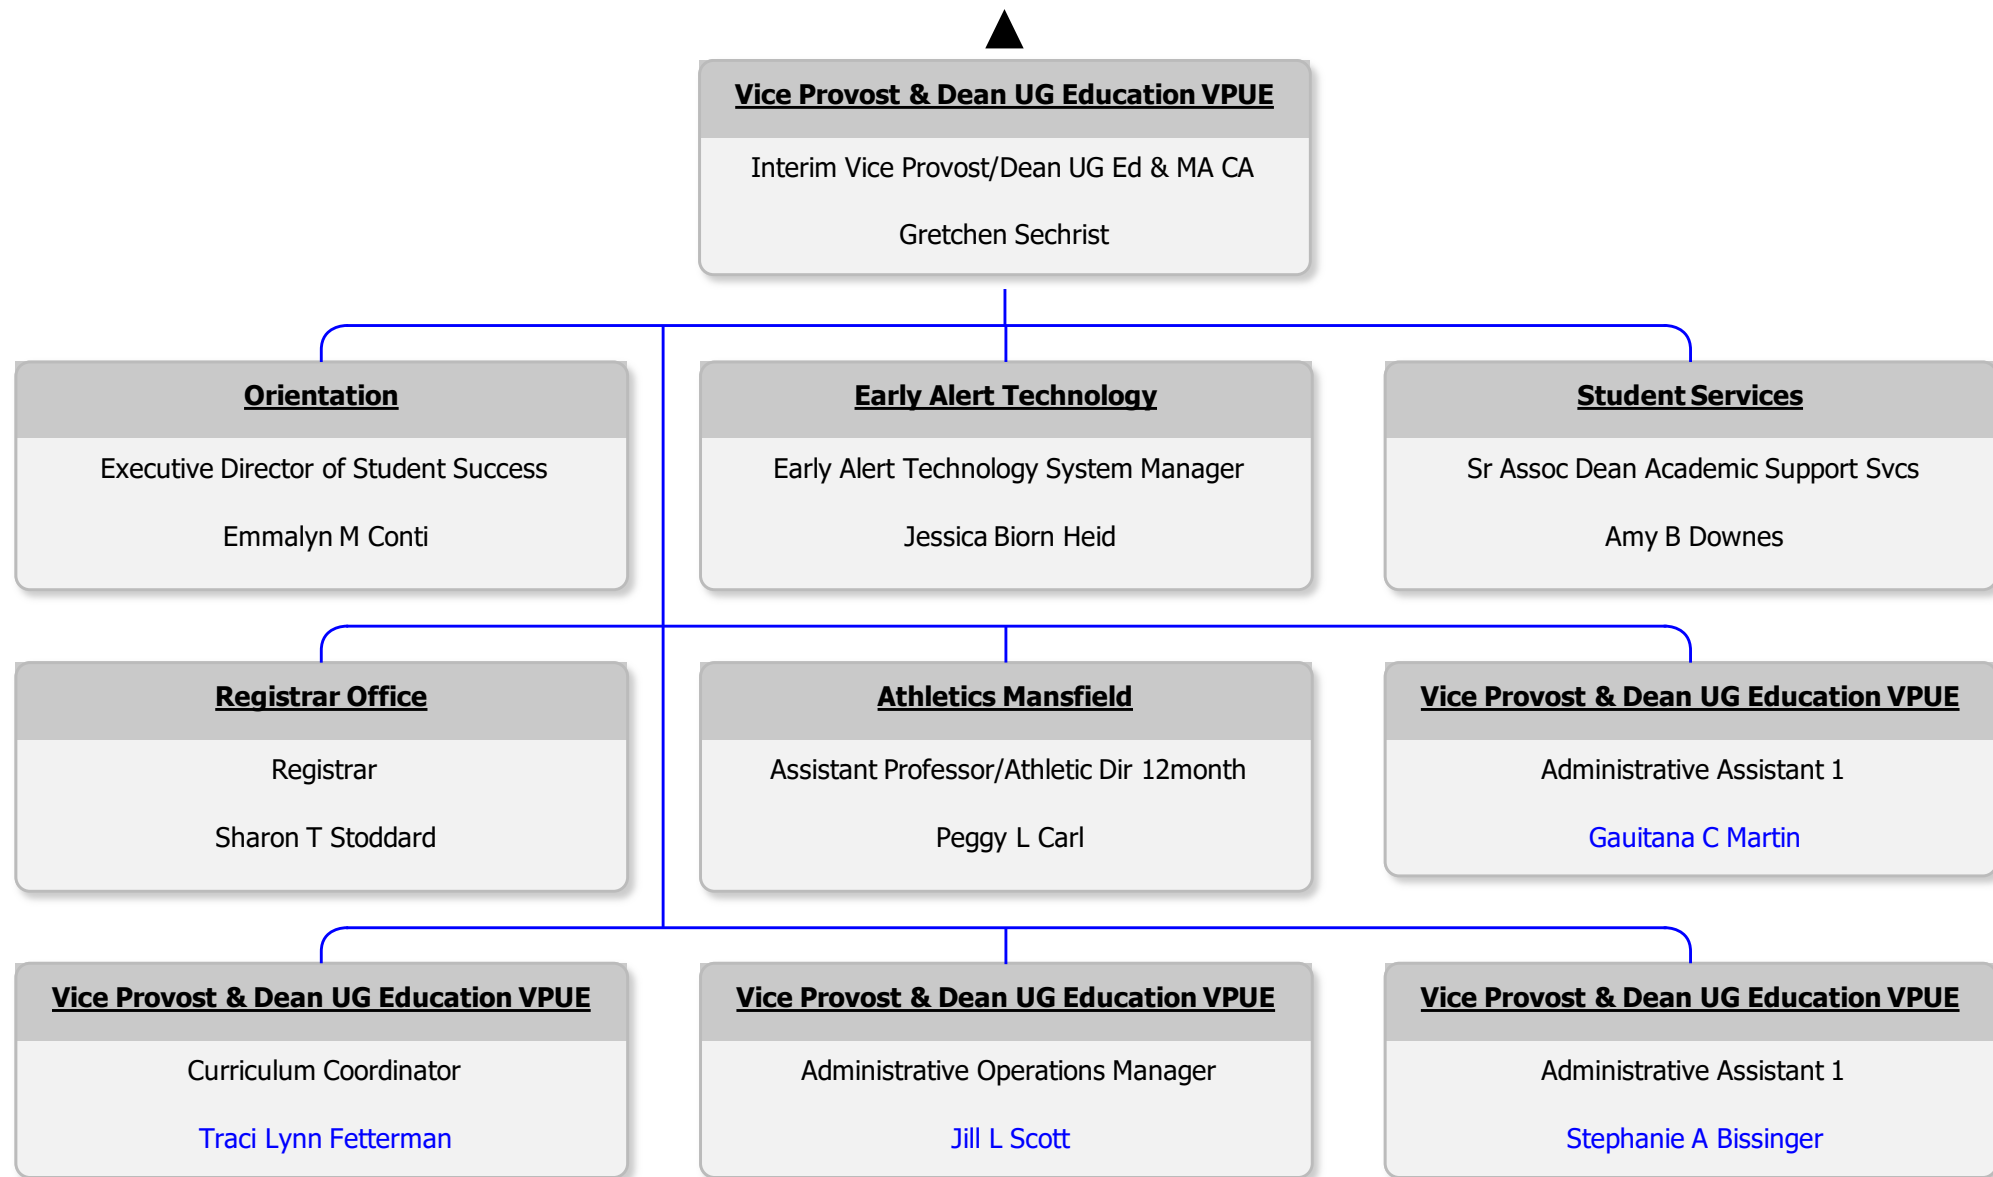 Vice Provost & Dean UG Education VPUE
Interim Vice Provost/Dean UG Ed & MA CA
Gretchen Sechrist
Orientation
Executive Director of Student Success
Emmalyn M Conti
Early Alert Technology
Early Alert Technology System Manager
Jessica Biorn Heid
Student Services
Sr Assoc Dean Academic Support Svcs
Amy B Downes
Registrar Office
Registrar
Sharon T Stoddard
Athletics Mansfield
Assistant Professor/Athletic Dir 12month
Peggy L Carl
Vice Provost & Dean UG Education VPUE
Administrative Assistant 1
Gauitana C Martin
Vice Provost & Dean UG Education VPUE
Curriculum Coordinator
Traci Lynn Fetterman
Vice Provost & Dean UG Education VPUE
Administrative Operations Manager
Jill L Scott
Vice Provost & Dean UG Education VPUE
Administrative Assistant 1
Stephanie A Bissinger